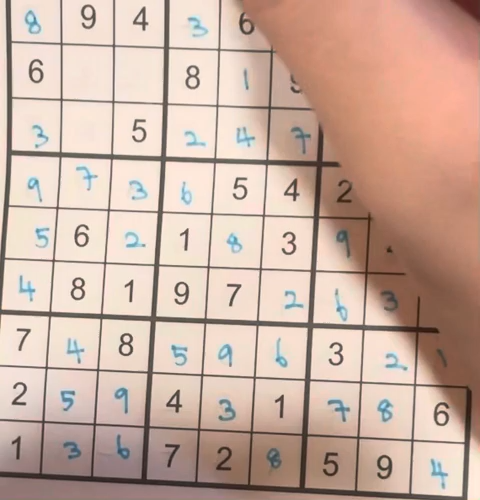 8 9 4 3 6
6 8 1 9
3 5 2 4 7
9 7 3 6 5 4 2
5 6 2 1 8 3 9
4 8 1 9 7 2 6 3
7 4 8 5 9 6 3 2 1
2 5 9 4 3 1 7 8 6
1 3 6 7 2 8 5 9 4